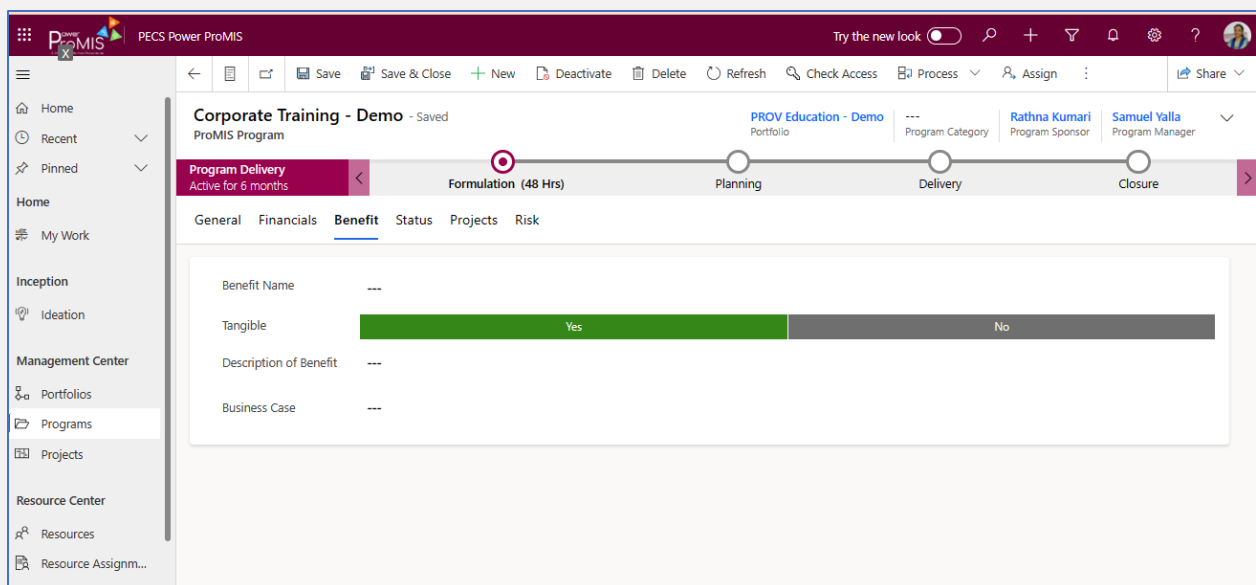 Power ProMIS
X
PECS Power ProMIS
Try the new look
?
Save
Save & Close
New
Deactivate
Delete
Refresh
Check Access
Process
Assign
Share
Home
Recent
Pinned
Home
My Work
Inception
Ideation
Management Center
Portfolios
Programs
Projects
Resource Center
Resources
Resource Assignm...
Corporate Training - Demo - Saved
ProMIS Program
PROV Education - Demo
Portfolio
---
Program Category
Rathna Kumari
Program Sponsor
Samuel Yalla
Program Manager
Program Delivery
Active for 6 months
Formulation (48 Hrs)
Planning
Delivery
Closure
General
Financials
Benefit
Status
Projects
Risk
Benefit Name
---
Tangible
Yes
No
Description of Benefit
---
Business Case
---